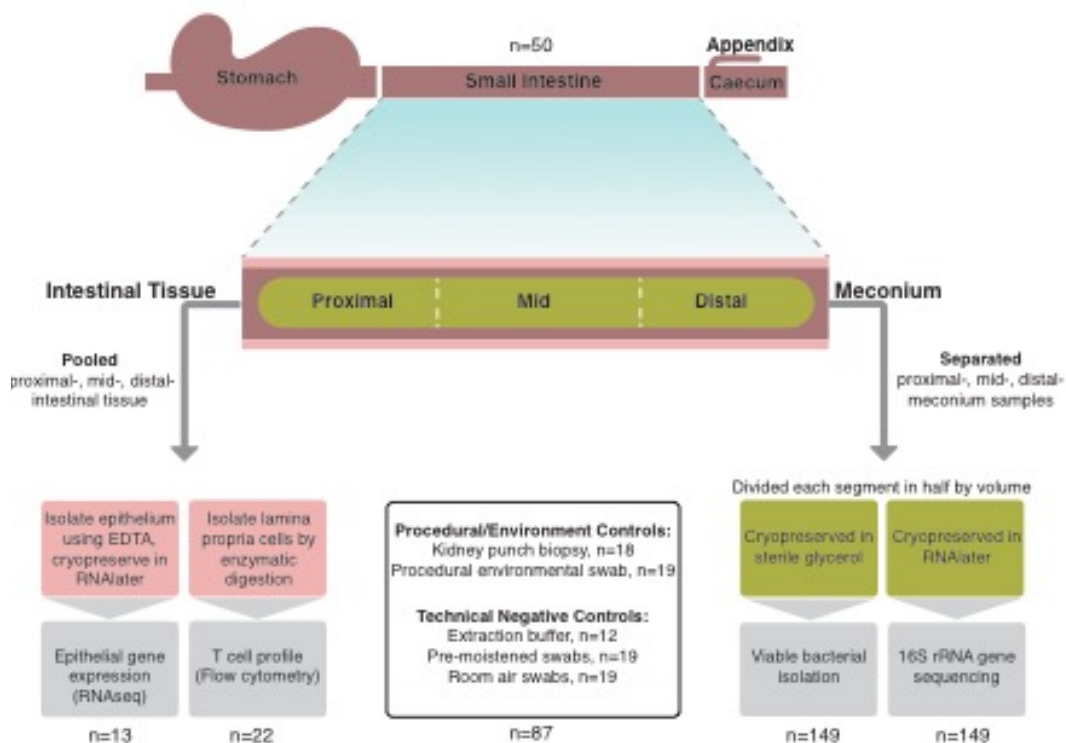 n=50
Appendix
Stomach
Small Intestine
Caecum
Intestinal Tissue
Proximal
Mid
Distal
Meconium
Pooled
proximal-, mid-, distal-
intestinal tissue
Separated
proximal-, mid-, distal-
meconium samples
Divided each segment in half by volume
Isolate epithelium
using EDTA,
cryopreserve in
RNAlater
Isolate lamina
propria cells by
enzymatic
digestion
Procedural/Environment Controls:
Kidney punch biopsy, n=18
Procedural environmental swab, n=19
Technical Negative Controls:
Extraction buffer, n=12
Pre-moistened swabs, n=19
Room air swabs, n=19
Cryopreserved in
sterile glycerol
Cryopreserved in
RNAlater
Epithelial gene
expression
(RNAseq)
T cell profile
(Flow cytometry)
Viable bacterial
isolation
16S rRNA gene
sequencing
n=13
n=22
n=87
n=149
n=149